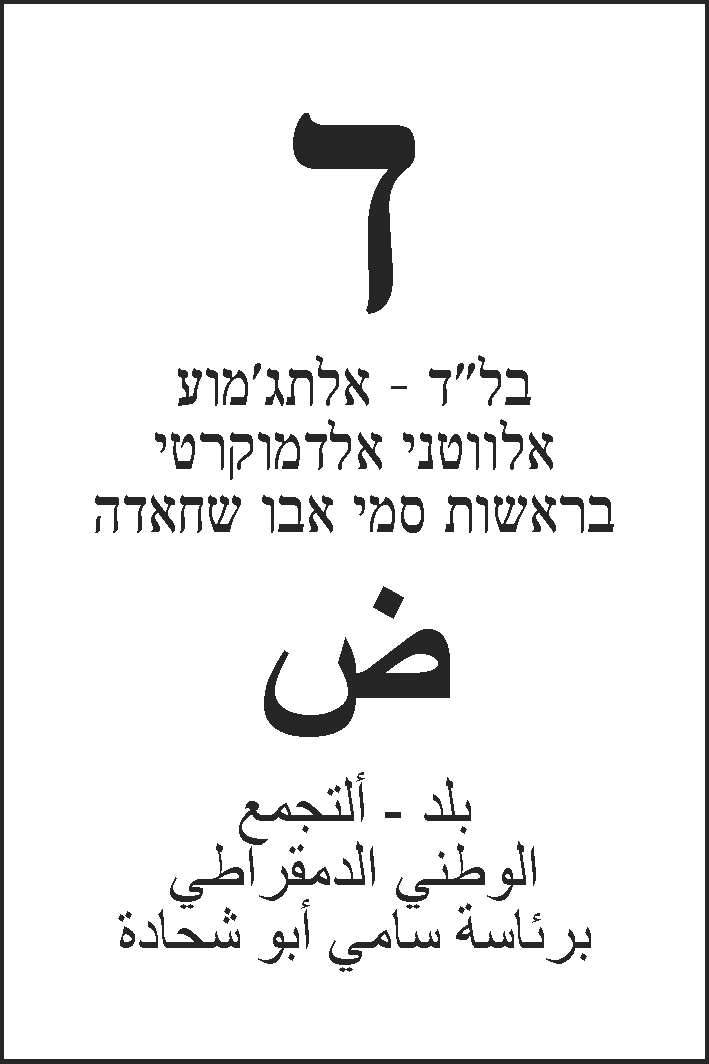 ד
בל"ד - אלתג'מוע
אלווטני אלדמוקרטי
בראשות סמי אבו שחאדה
ض
بلد - ألتجمع
الوطني الدمقراطي
برئاسة سامي أبو شحادة